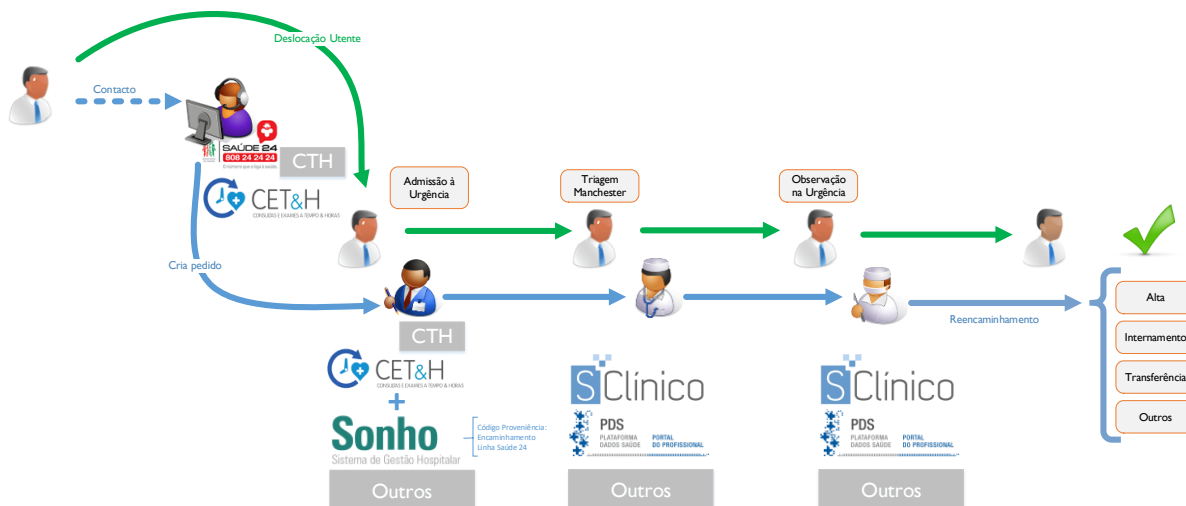 Deslocação Utente
Contacto
SAÚDE 24
808 24 24 24
CTH
CET&H
CONSULTAS E EXAMES A TEMPO & HORAS
Cria pedido
Admissão à
Urgência
Triagem
Manchester
Observação
na Urgência
Reencaminhamento
Alta
Internamento
Transferência
Outros
CTH
CET&H
CONSULTAS E EXAMES A TEMPO & HORAS
+
Sonho
Sistema de Gestão Hospitalar
Código Proveniência:
Encaminhamento
Linha Saúde 24
Outros
SClínico
PDS
PLATAFORMA
DADOS SAÚDE
PORTAL
DO PROFISSIONAL
Outros
SClínico
PDS
PLATAFORMA
DADOS SAÚDE
PORTAL
DO PROFISSIONAL
Outros